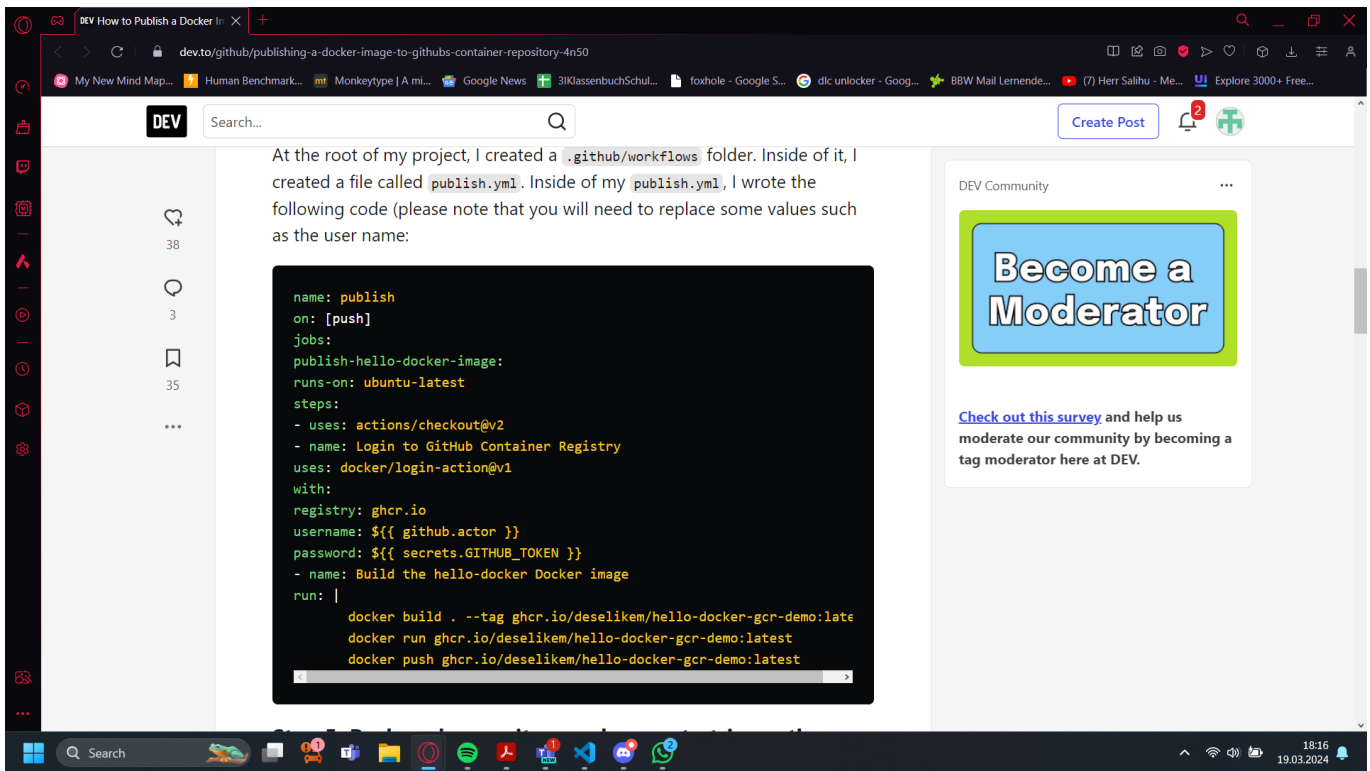 DEV How to Publish a Docker In
dev.to/github/publishing-a-docker-image-to-githubs-container-repository-4n50
My New Mind Map...
Human Benchmark...
mt Monkeytype | A mi...
Google News
3IKlassenbuchSchul...
foxhole - Google S...
dlc unlocker - Goog...
BBW Mail Lernende...
(7) Herr Salihu - Me...
UI Explore 3000+ Free...
DEV
Search...
Create Post
2
At the root of my project, I created a .github/workflows folder. Inside of it, I
created a file called publish.yml. Inside of my publish.yml, I wrote the
following code (please note that you will need to replace some values such
as the user name:
38
3
35
name: publish
on: [push]
jobs:
publish-hello-docker-image:
runs-on: ubuntu-latest
steps:
- uses: actions/checkout@v2
- name: Login to GitHub Container Registry
uses: docker/login-action@v1
with:
registry: ghcr.io
username: ${{ github.actor }}
password: ${{ secrets.GITHUB_TOKEN }}
- name: Build the hello-docker Docker image
run: |
docker build . --tag ghcr.io/deselikem/hello-docker-gcr-demo:late
docker run ghcr.io/deselikem/hello-docker-gcr-demo:latest
docker push ghcr.io/deselikem/hello-docker-gcr-demo:latest
DEV Community
Become a
Moderator
Check out this survey and help us
moderate our community by becoming a
tag moderator here at DEV.
Search
1
NEW
2
18:16
19.03.2024